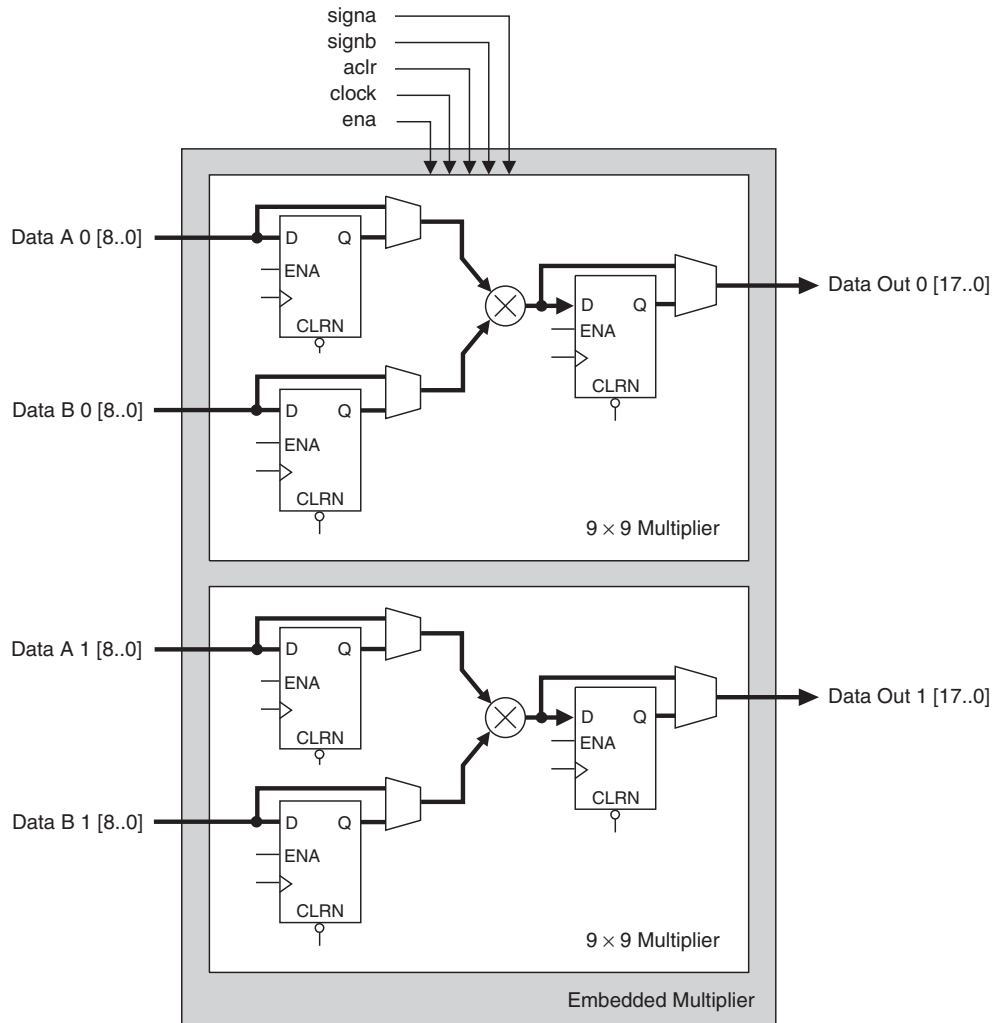 signa
signb
aclr
clock
ena
Data A 0 [8..0]
D Q
ENA
CLRN
Data B 0 [8..0]
D Q
ENA
CLRN
D Q
ENA
CLRN
Data Out 0 [17..0]
9 × 9 Multiplier
Data A 1 [8..0]
D Q
ENA
CLRN
Data B 1 [8..0]
D Q
ENA
CLRN
D Q
ENA
CLRN
Data Out 1 [17..0]
9 × 9 Multiplier
Embedded Multiplier